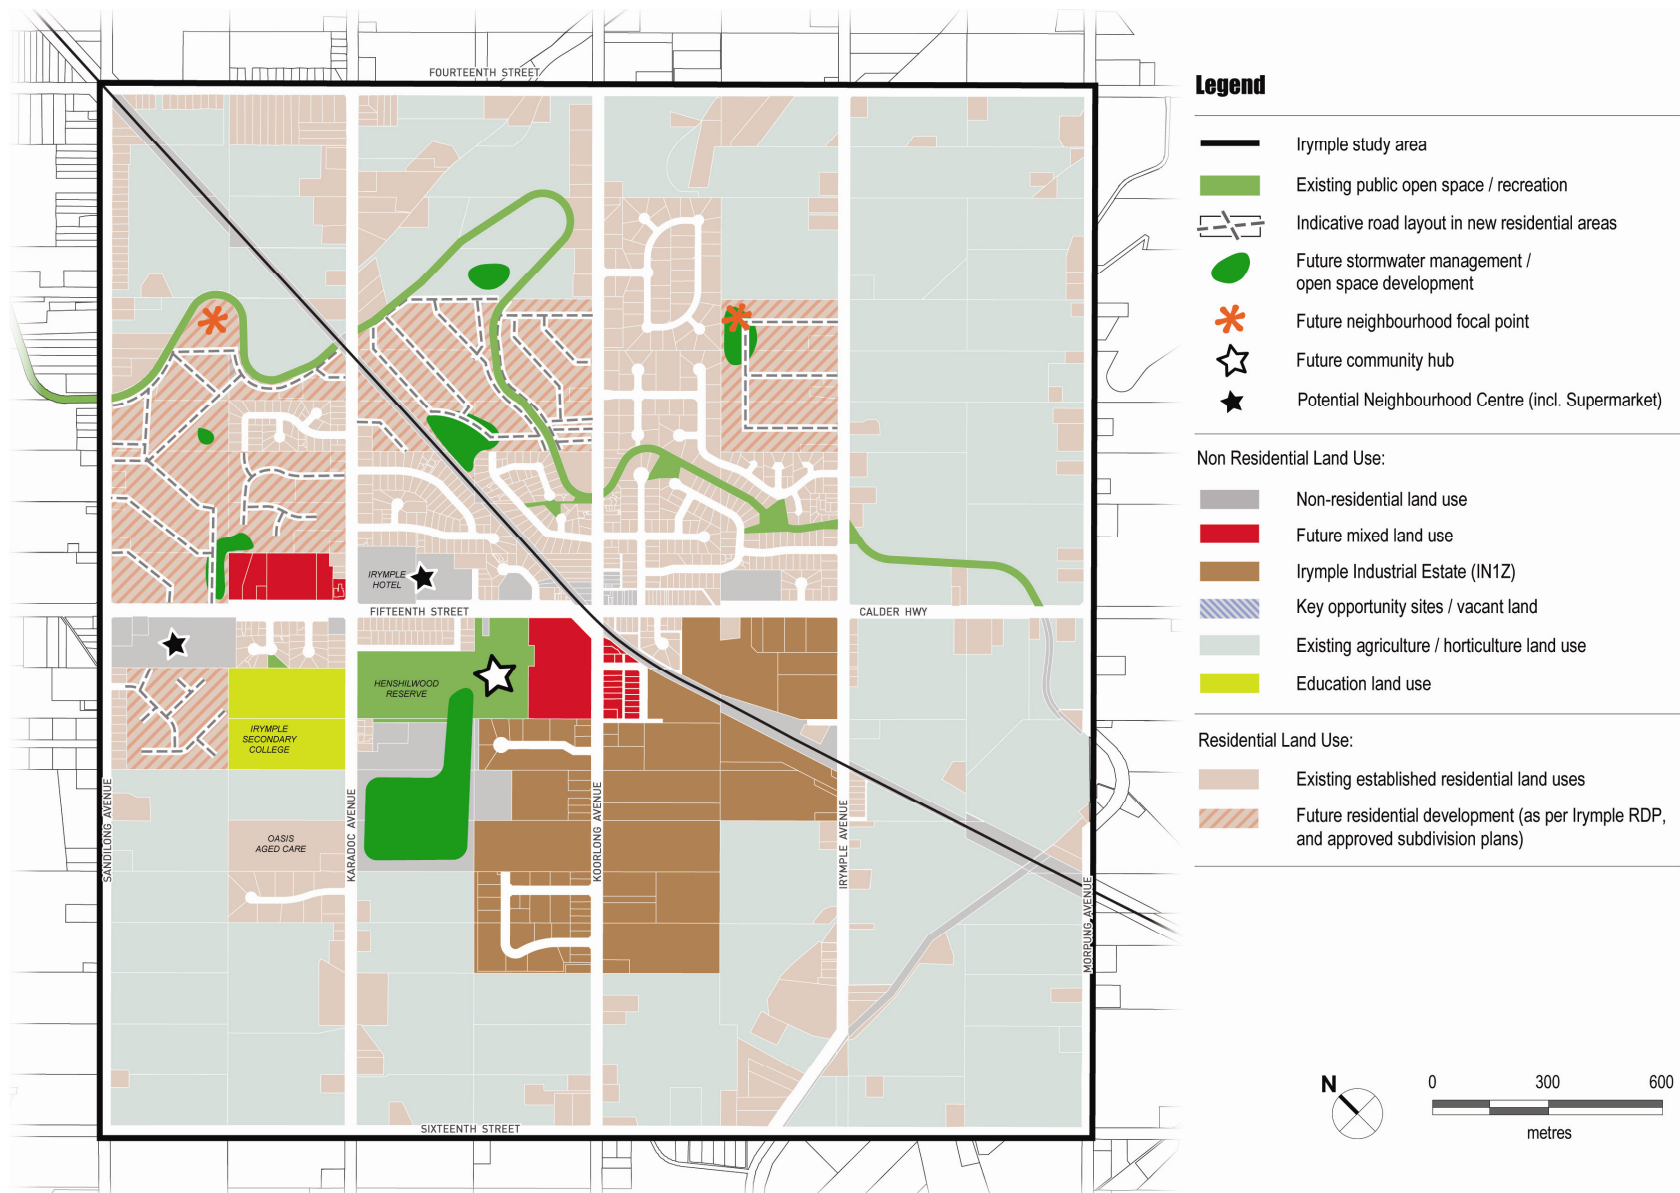 FOURTEENTH STREET
IRYMPLE
HOTEL
FIFTEENTH STREET
CALDER HWY
HENSHILWOOD
RESERVE
IRYMPLE
SECONDARY
COLLEGE
OASIS
AGED CARE
SANDILONG AVENUE
KARADOC AVENUE
KOORLONG AVENUE
IRYMPLE AVENUE
MORPUNG AVENUE
SIXTEENTH STREET
Legend
Irymple study area
Existing public open space / recreation
Indicative road layout in new residential areas
Future stormwater management /
open space development
Future neighbourhood focal point
Future community hub
Potential Neighbourhood Centre (incl. Supermarket)
Non Residential Land Use:
Non-residential land use
Future mixed land use
Irymple Industrial Estate (IN1Z)
Key opportunity sites / vacant land
Existing agriculture / horticulture land use
Education land use
Residential Land Use:
Existing established residential land uses
Future residential development (as per Irymple RDP,
and approved subdivision plans)
N
0 300 600
metres